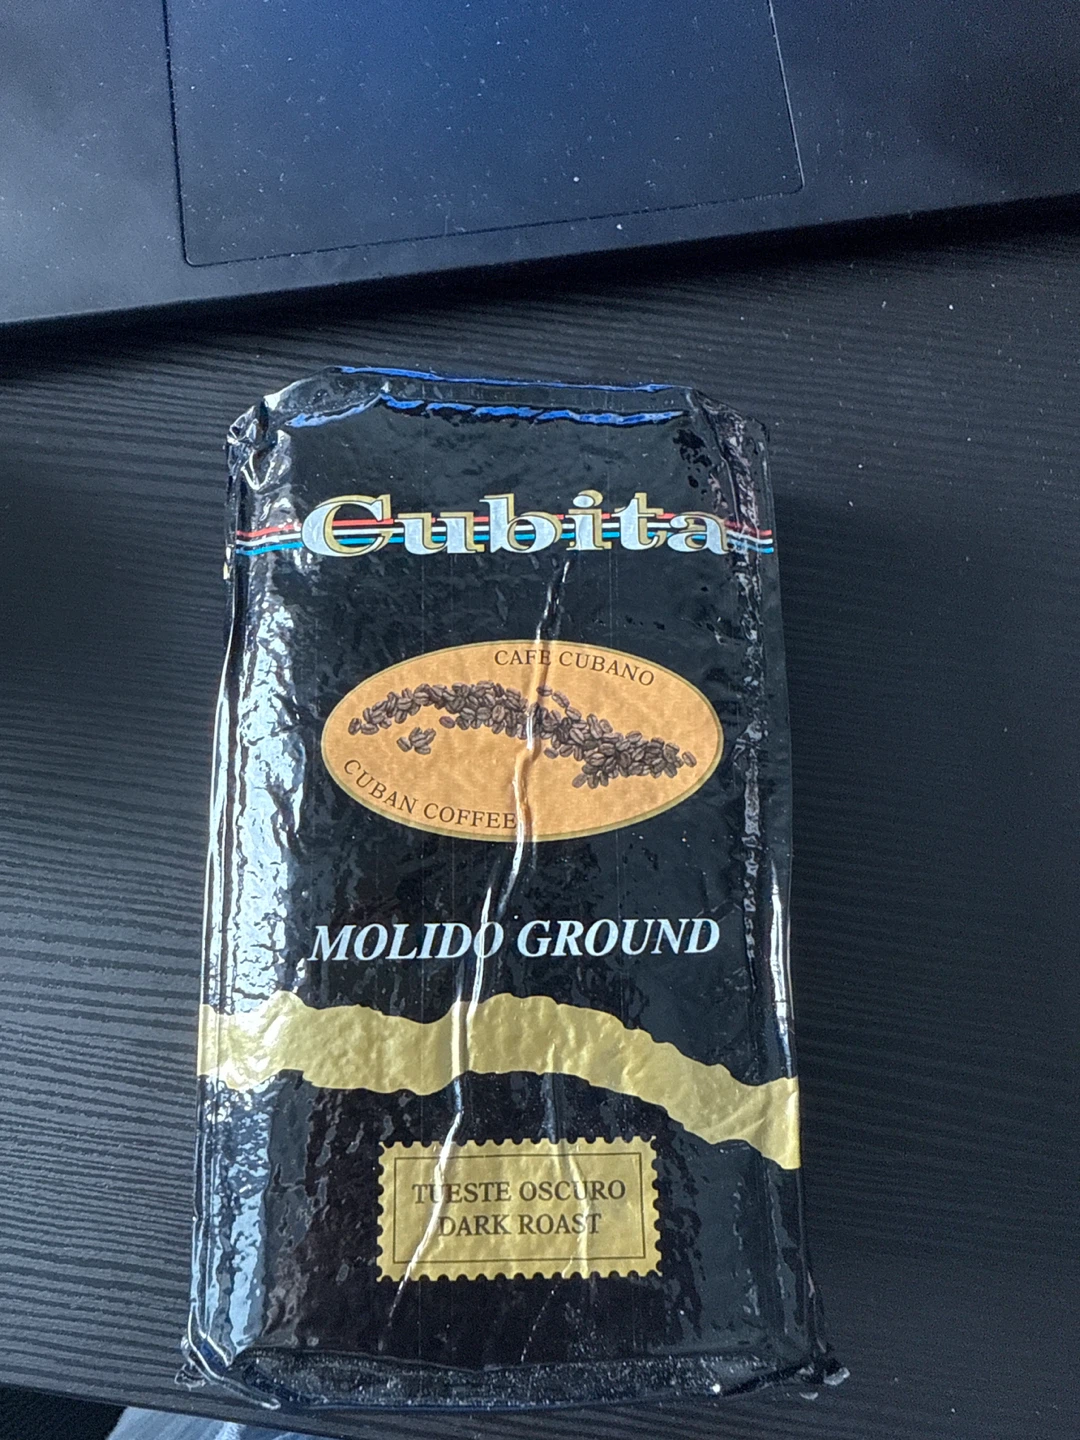 Cubita
CAFE CUBANO
CUBAN COFFEE
MOLIDO GROUND
TUESTE OSCURO
DARK ROAST